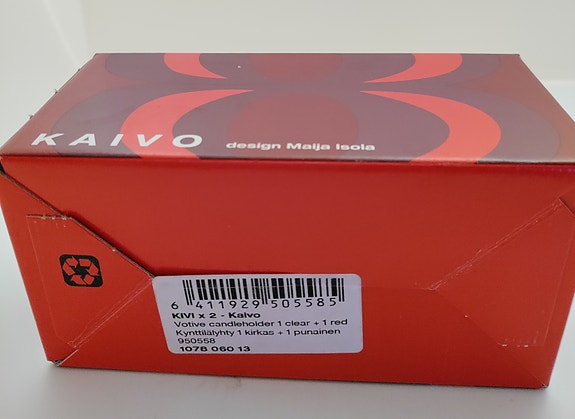 KAIVO design Maija Isola
6 411929 505585
KIVI x 2 - Kaivo
Votive candleholder 1 clear + 1 red
Kynttilälyhty 1 kirkas + 1 punainen
950558
1078 060 13